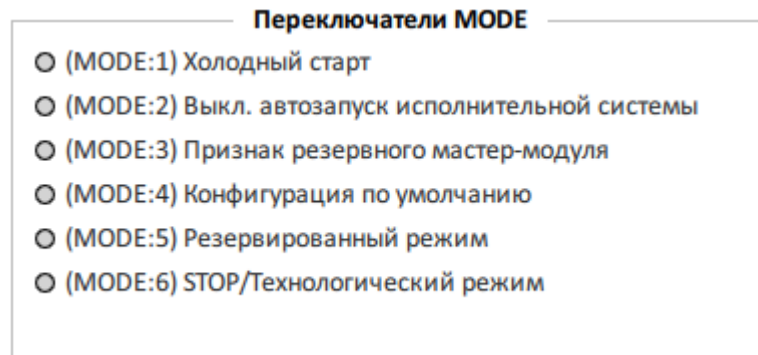 Переключатели MODE
(MODE:1) Холодный старт
(MODE:2) Выкл. автозапуск исполнительной системы
(MODE:3) Признак резервного мастер-модуля
(MODE:4) Конфигурация по умолчанию
(MODE:5) Резервированный режим
(MODE:6) STOP/Технологический режим